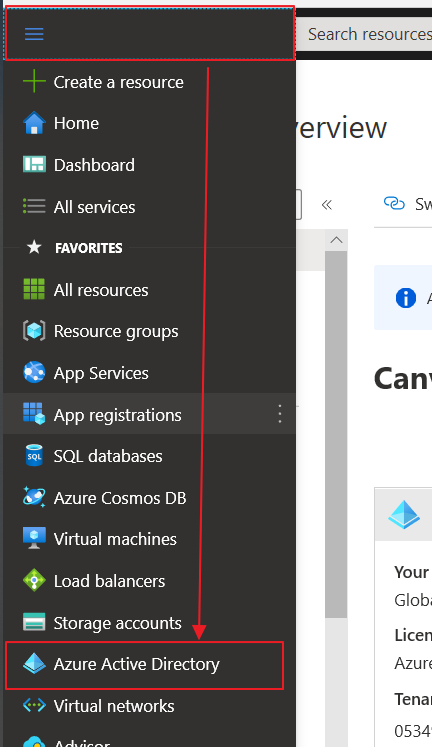 Search resources
Create a resource
Home
Dashboard
All services
FAVORITES
All resources
Resource groups
App Services
App registrations
SQL databases
Azure Cosmos DB
Virtual machines
Load balancers
Storage accounts
Azure Active Directory
Virtual networks
Advisor
verview
Sw
A
Canv
Your
Globa
Licen
Azure
Tenan
05349